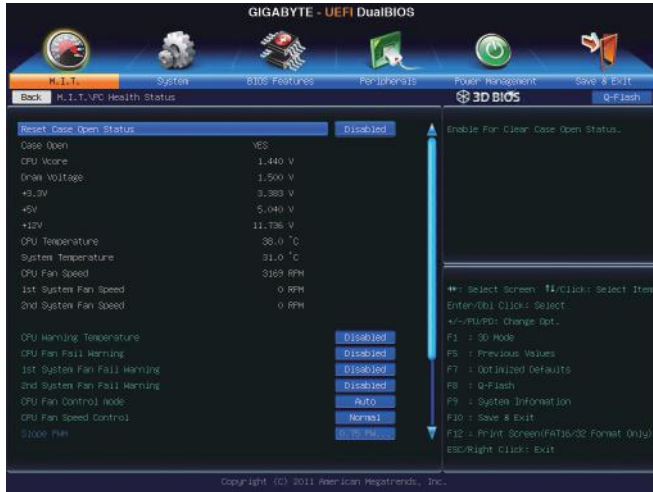 GIGABYTE - UEFI DualBIOS
M.I.T.
System
BIOS Features
Peripherals
Power Management
Save & Exit
Back M.I.T.\PC Health Status
3D BIOS
Q-Flash
Reset Case Open Status Disabled
Case Open YES
CPU Vcore 1.440 V
Dram Voltage 1.500 V
+3.3V 3.383 V
+5V 5.040 V
+12V 11.736 V
CPU Temperature 38.0 °C
System Temperature 31.0 °C
CPU Fan Speed 3169 RPM
1st System Fan Speed 0 RPM
2nd System Fan Speed 0 RPM
CPU Warning Temperature Disabled
CPU Fan Fail Warning Disabled
1st System Fan Fail Warning Disabled
2nd System Fan Fail Warning Disabled
CPU Fan Control mode Auto
CPU Fan Speed Control Normal
Slope PWM 0.75 PW...
Enable For Clear Case Open Status.
↔: Select Screen ↑↓/Click: Select Item
Enter/Dbl Click: Select
+/-/PU/PD: Change Opt.
F1 : 3D Mode
F5 : Previous Values
F7 : Optimized Defaults
F8 : Q-Flash
F9 : System Information
F10 : Save & Exit
F12 : Print Screen(FAT16/32 Format Only)
ESC/Right Click: Exit
Copyright (C) 2011 American Megatrends, Inc.